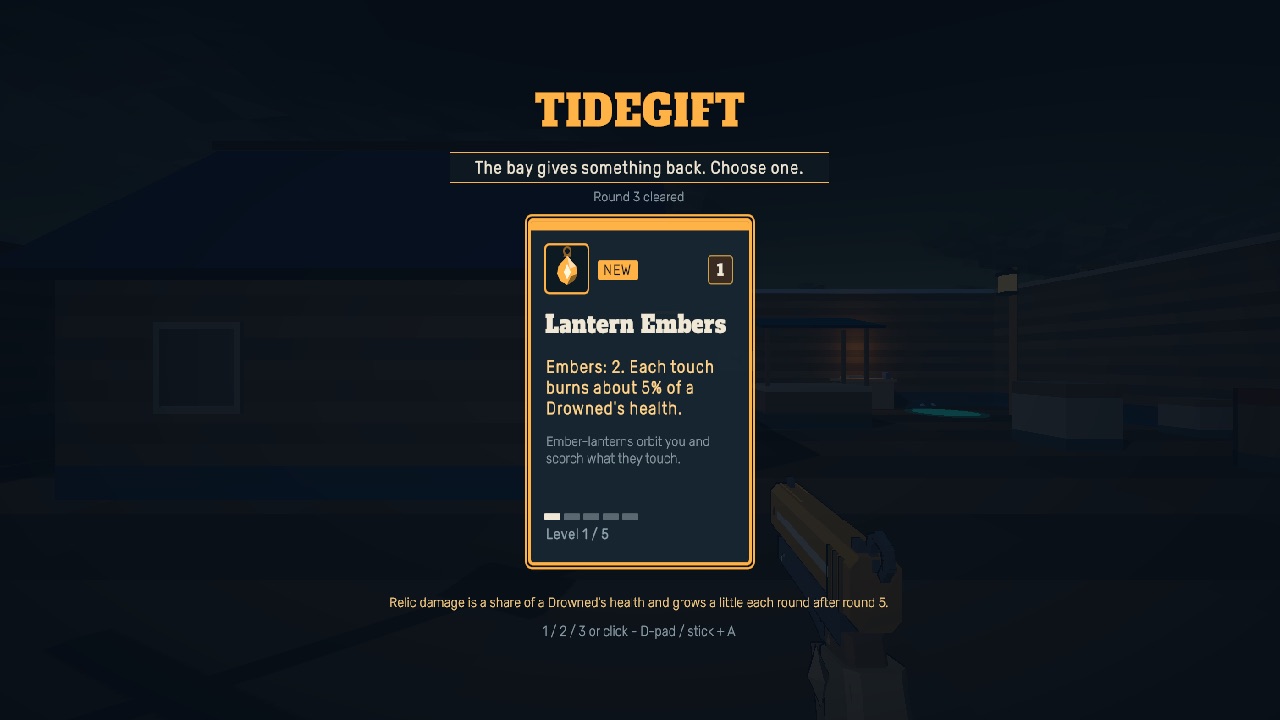 TIDEGIFT
The bay gives something back. Choose one.
Round 3 cleared
NEW
1
Lantern Embers
Embers: 2. Each touch
burns about 5% of a
Drowned's health.
Ember-lanterns orbit you and
scorch what they touch.
Level 1 / 5
Relic damage is a share of a Drowned's health and grows a little each round after round 5.
1 / 2 / 3 or click - D-pad / stick + A